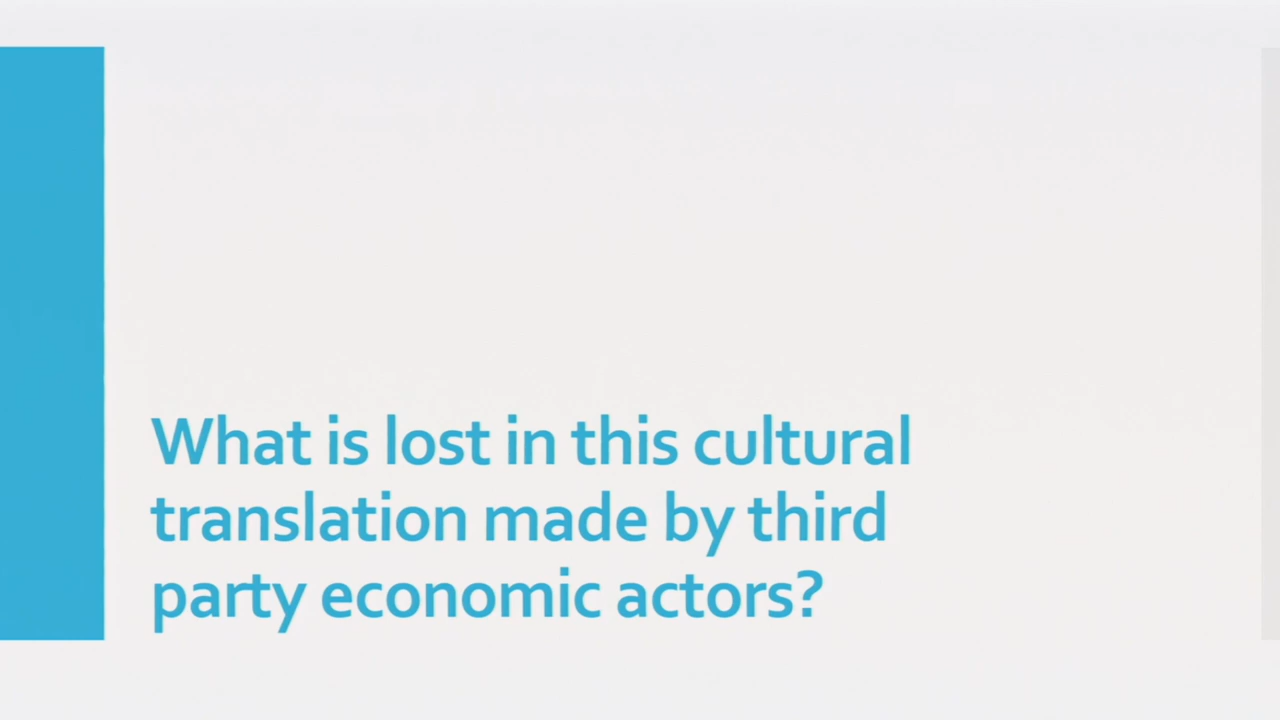 What is lost in this cultural
translation made by third
party economic actors?